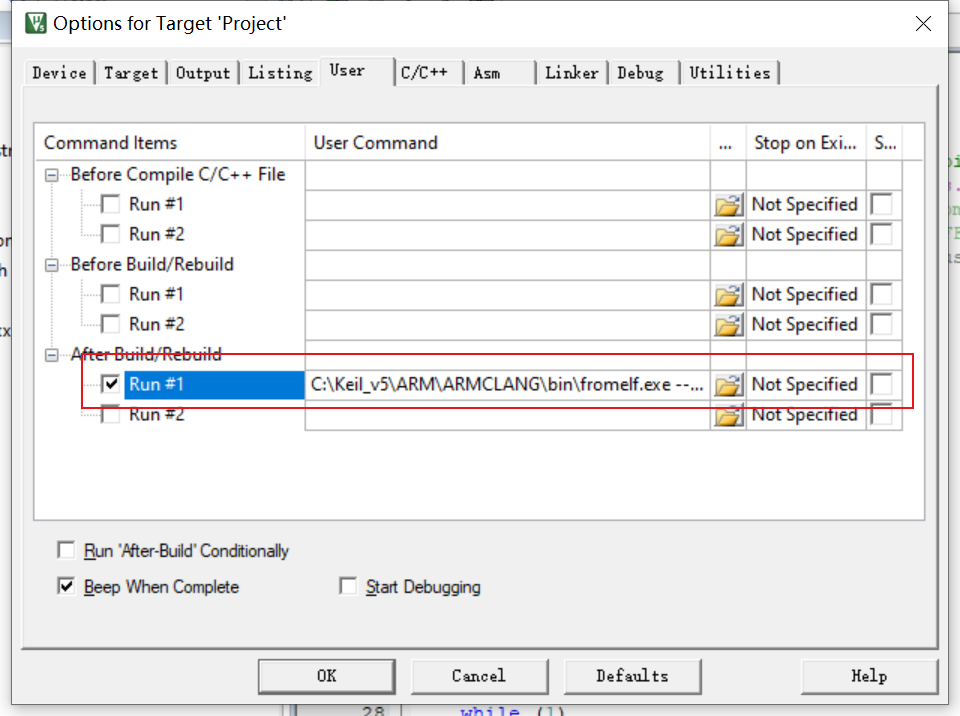 Options for Target 'Project'
Device Target Output Listing User C/C++ Asm Linker Debug Utilities
Command Items User Command ... Stop on Exi... S...
Before Compile C/C++ File
Run #1 Not Specified
Run #2 Not Specified
Before Build/Rebuild
Run #1 Not Specified
Run #2 Not Specified
After Build/Rebuild
Run #1 C:\Keil_v5\ARM\ARMCLANG\bin\fromelf.exe --... Not Specified
Run #2 Not Specified
Run 'After-Build' Conditionally
Beep When Complete Start Debugging
OK Cancel Defaults Help
28 while (1)